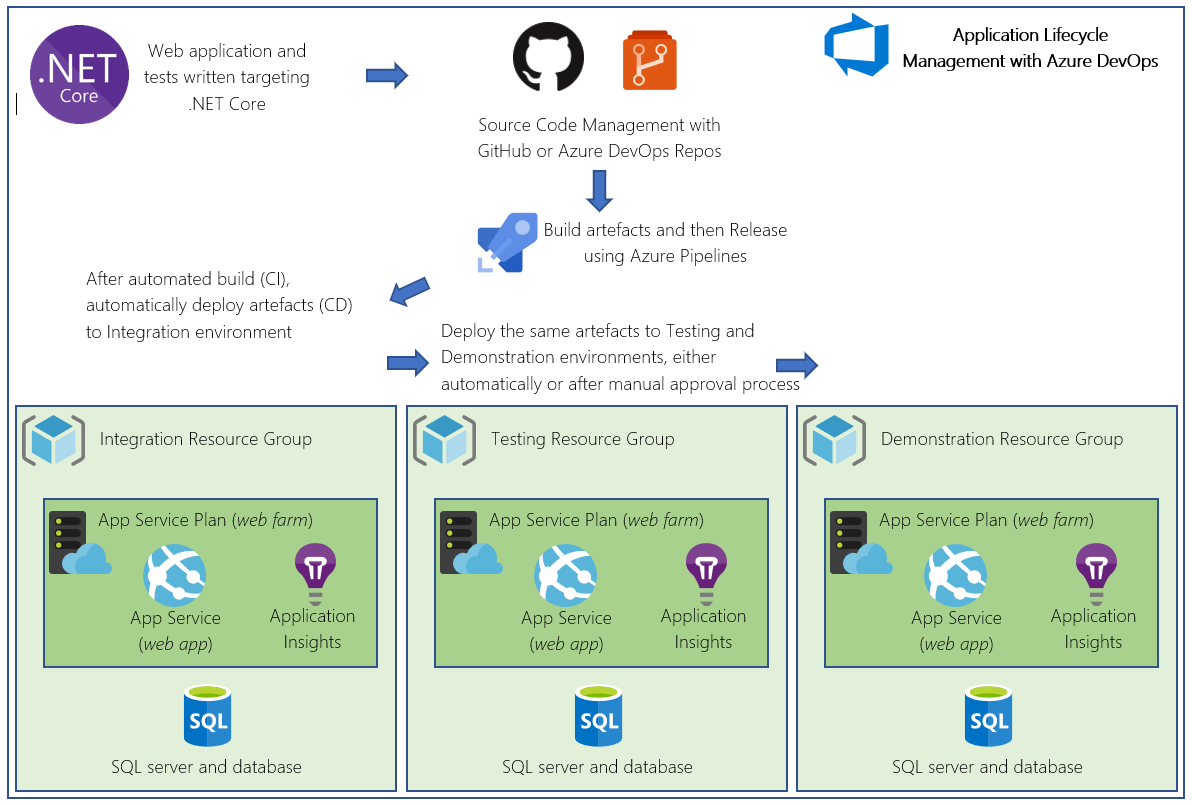 .NET
Core
Web application and
tests written targeting
.NET Core
Application Lifecycle
Management with Azure DevOps
Source Code Management with
GitHub or Azure DevOps Repos
Build artefacts and then Release
using Azure Pipelines
After automated build (CI),
automatically deploy artefacts (CD)
to Integration environment
Deploy the same artefacts to Testing and
Demonstration environments, either
automatically or after manual approval process
Integration Resource Group
App Service Plan (web farm)
App Service
(web app)
Application
Insights
SQL
SQL server and database
Testing Resource Group
App Service Plan (web farm)
App Service
(web app)
Application
Insights
SQL
SQL server and database
Demonstration Resource Group
App Service Plan (web farm)
App Service
(web app)
Application
Insights
SQL
SQL server and database